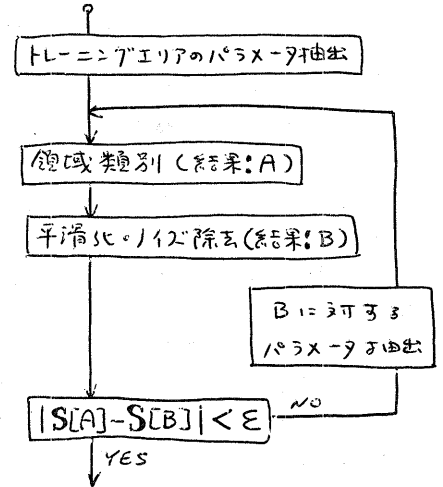 トレーニングエリアのパラメータ抽出
領域類別(結果:A)
平滑化・ノイズ除去(結果:B)
Bに対する
パラメータ抽出
|S[A]-S[B]|<ε
NO
YES